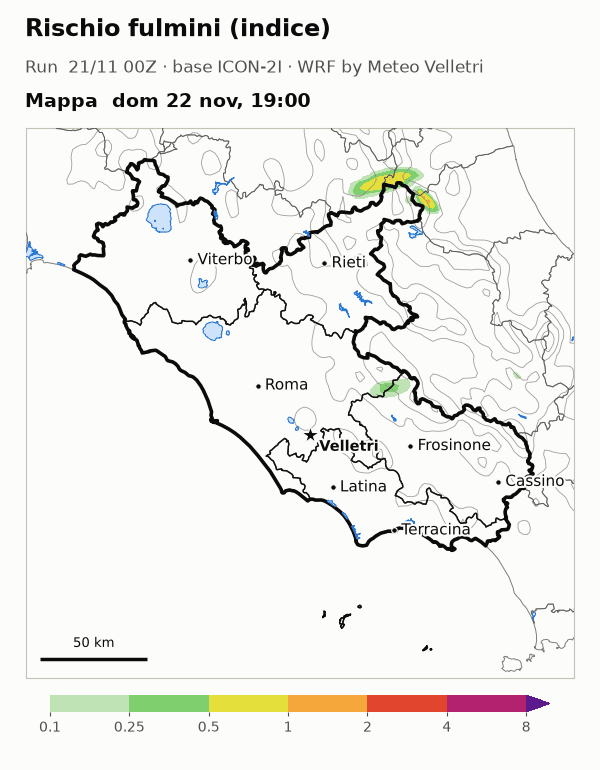 Rischio fulmini (indice)
Run  21/11 00Z · base ICON-2I · WRF by Meteo Velletri
Mappa  dom 22 nov, 19:00
Viterbo
Rieti
Roma
Velletri
Frosinone
Latina
Cassino
Terracina
50 km
0.1 0.25 0.5 1 2 4 8